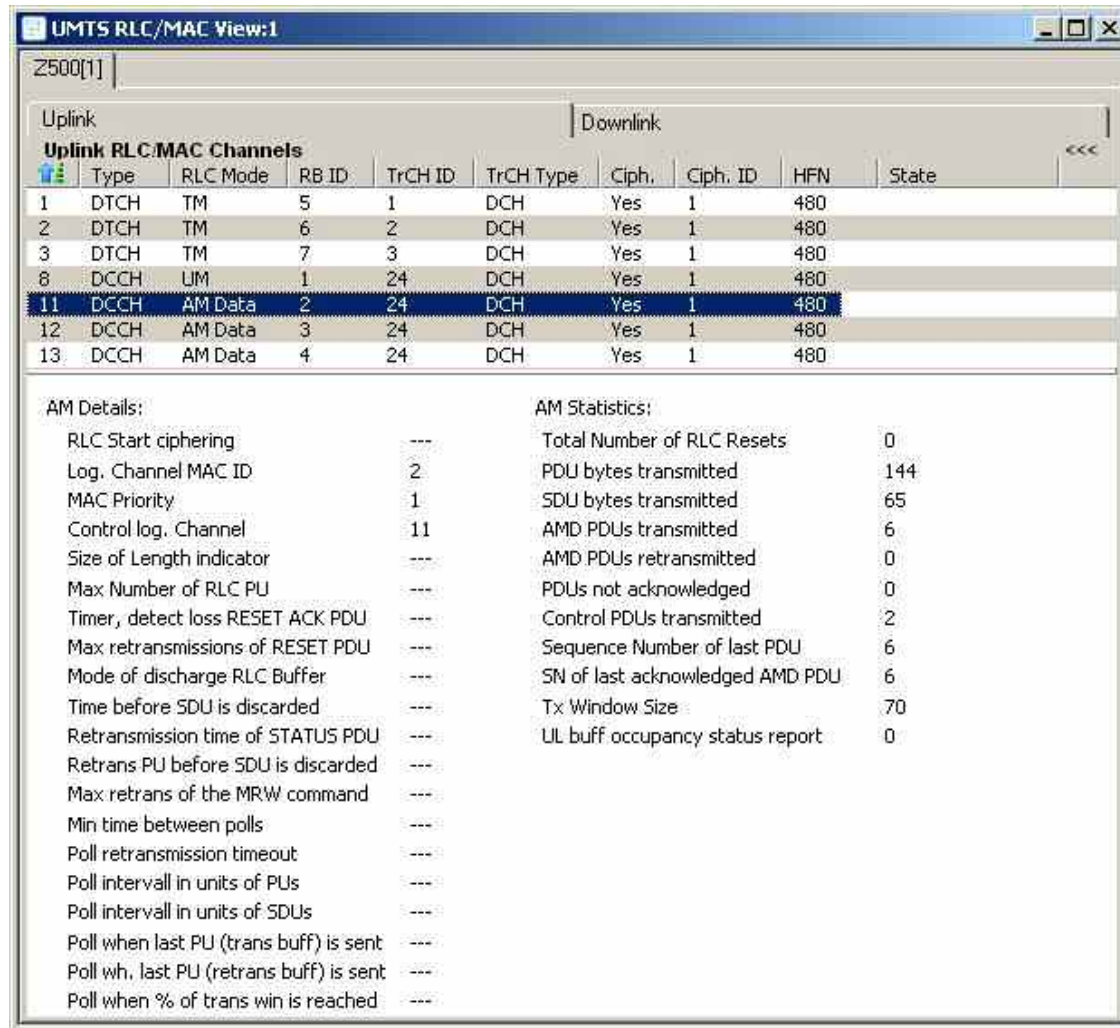 UMTS RLC/MAC View:1
Z500[1]
Uplink Downlink
Uplink RLC/MAC Channels <<<
Type RLC Mode RB ID TrCH ID TrCH Type Ciph. Ciph. ID HFN State
1 DTCH TM 5 1 DCH Yes 1 480
2 DTCH TM 6 2 DCH Yes 1 480
3 DTCH TM 7 3 DCH Yes 1 480
8 DCCH UM 1 24 DCH Yes 1 480
11 DCCH AM Data 2 24 DCH Yes 1 480
12 DCCH AM Data 3 24 DCH Yes 1 480
13 DCCH AM Data 4 24 DCH Yes 1 480
AM Details:
RLC Start ciphering ---
Log. Channel MAC ID 2
MAC Priority 1
Control log. Channel 11
Size of Length indicator ---
Max Number of RLC PU ---
Timer, detect loss RESET ACK PDU ---
Max retransmissions of RESET PDU ---
Mode of discharge RLC Buffer ---
Time before SDU is discarded ---
Retransmission time of STATUS PDU ---
Retrans PU before SDU is discarded ---
Max retrans of the MRW command ---
Min time between polls ---
Poll retransmission timeout ---
Poll intervall in units of PUs ---
Poll intervall in units of SDUs ---
Poll when last PU (trans buff) is sent ---
Poll wh. last PU (retrans buff) is sent ---
Poll when % of trans win is reached ---
AM Statistics:
Total Number of RLC Resets 0
PDU bytes transmitted 144
SDU bytes transmitted 65
AMD PDUs transmitted 6
AMD PDUs retransmitted 0
PDUs not acknowledged 0
Control PDUs transmitted 2
Sequence Number of last PDU 6
SN of last acknowledged AMD PDU 6
Tx Window Size 70
UL buff occupancy status report 0